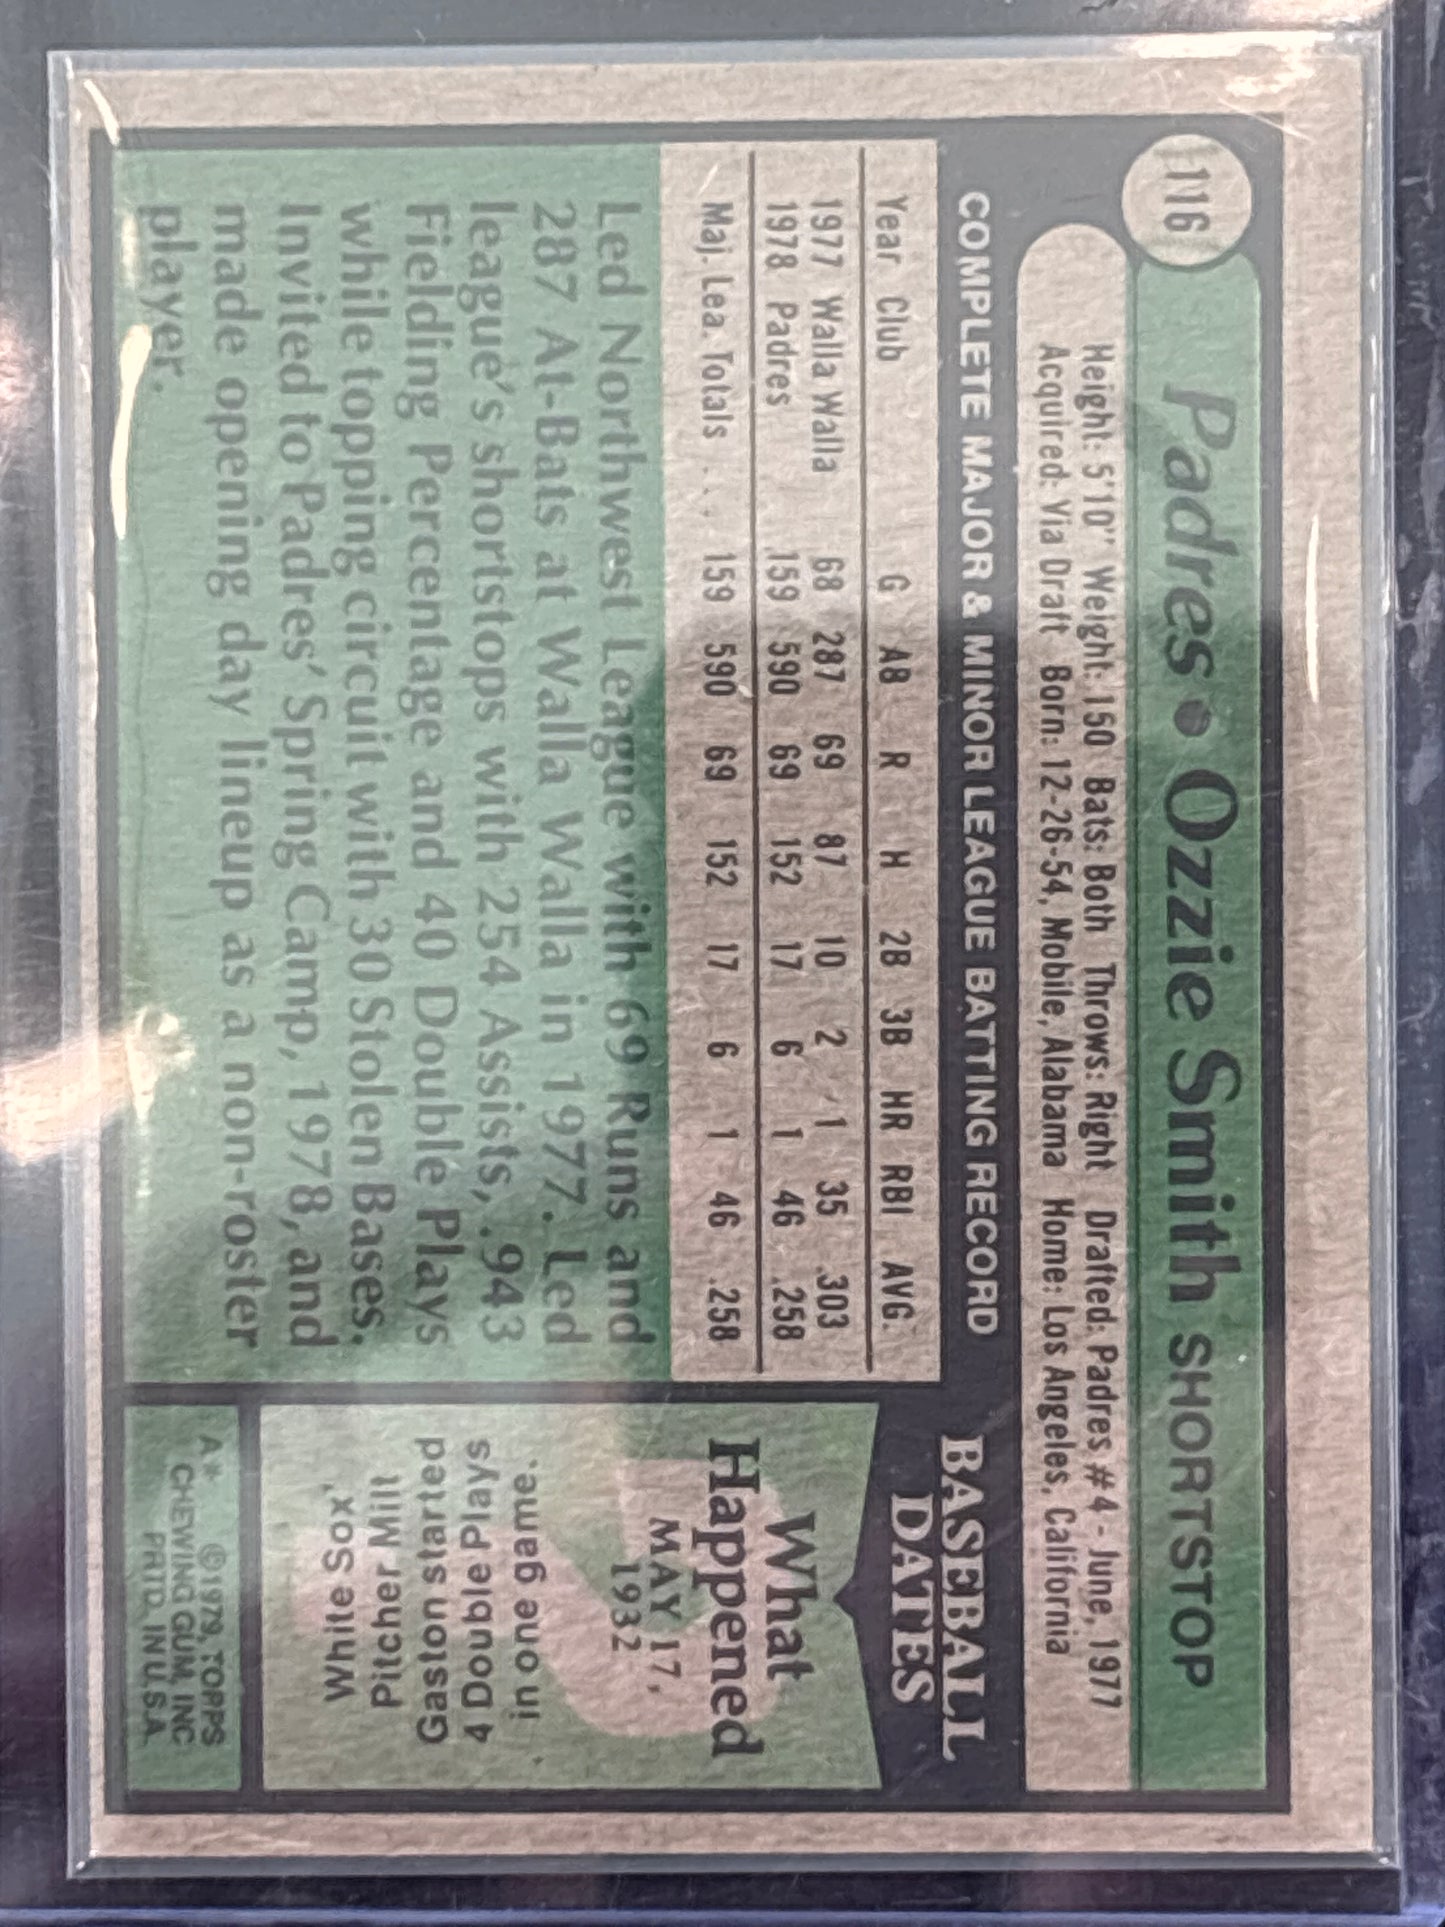 116
Padres • Ozzie Smith SHORTSTOP
Height: 5'10" Weight: 150 Bats: Both Throws: Right Drafted: Padres #4 - June, 1977
Acquired: Via Draft Born: 12-26-54, Mobile, Alabama Home: Los Angeles, California
COMPLETE MAJOR & MINOR LEAGUE BATTING RECORD
Year Club G AB R H 2B 3B HR RBI AVG.
1977 Walla Walla 68 287 69 87 10 2 1 35 .303
1978 Padres 159 590 69 152 17 6 1 46 .258
Maj. Lea. Totals . . . 159 590 69 152 17 6 1 46 .258
Led Northwest League with 69 Runs and
287 At-Bats at Walla Walla in 1977. Led
league's shortstops with 254 Assists, .943
Fielding Percentage and 40 Double Plays
while topping circuit with 30 Stolen Bases.
Invited to Padres' Spring Camp, 1978, and
made opening day lineup as a non-roster
player.
BASEBALL
DATES
What
Happened
MAY 17,
1932
White Sox'
Pitcher Milt
Gaston started
4 Double Plays
in one game.
A* ©1979, TOPPS
CHEWING GUM, INC
PRTD. IN U.S.A.